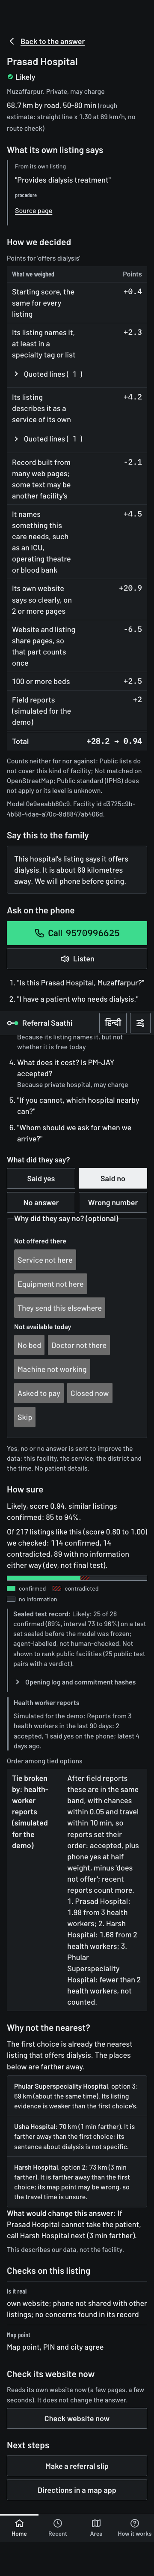 Back to the answer
Prasad Hospital
Likely
Muzaffarpur. Private, may charge
68.7 km by road, 50-80 min (rough
estimate: straight line x 1.30 at 69 km/h, no
route check)
What its own listing says
From its own listing
"Provides dialysis treatment"
procedure
Source page
How we decided
Points for 'offers dialysis'
What we weighed Points
Starting score, the +0.4
same for every
listing
Its listing names it, +2.3
at least in a
specialty tag or list
Quoted lines ( 1 )
Its listing +4.2
describes it as a
service of its own
Quoted lines ( 1 )
Record built from -2.1
many web pages;
some text may be
another facility's
It names +4.5
something this
care needs, such
as an ICU,
operating theatre
or blood bank
Its own website +20.9
says so clearly, on
2 or more pages
Website and listing -6.5
share pages, so
that part counts
once
100 or more beds +2.5
Field reports +2
(simulated for the
demo)
Total +28.2 → 0.94
Counts neither for nor against: Public lists do
not cover this kind of facility; Not matched on
OpenStreetMap; Public standard (IPHS) does
not apply or its level is unknown.
Say this to the family
This hospital's listing says it offers
dialysis. It is about 69 kilometres
away. We will phone before going.
Ask on the phone
Call 9570996625
Listen
1. "Is this Prasad Hospital, Muzaffarpur?"
2. "I have a patient who needs dialysis."
Referral Saathi
हिन्दी
Because its listing names it, but not
whether it is free today
4. What does it cost? Is PM-JAY
accepted?
Because private hospital, may charge
5. "If you cannot, which hospital nearby
can?"
6. "Whom should we ask for when we
arrive?"
What did they say?
Said yes
Said no
No answer
Wrong number
Why did they say no? (optional)
Not offered there
Service not here
Equipment not here
They send this elsewhere
Not available today
No bed
Doctor not there
Machine not working
Asked to pay
Closed now
Skip
Yes, no or no answer is sent to improve the
data: this facility, the service, the district and
the time. No patient details.
How sure
Likely, score 0.94. similar listings
confirmed: 85 to 94%.
Of 217 listings like this (score 0.80 to 1.00)
we checked: 114 confirmed, 14
contradicted, 89 with no information
either way (dev, not final test).
confirmed
contradicted
no information
Sealed test record: Likely: 25 of 28
confirmed (89%, interval 73 to 96%) on a test
set sealed before the model was frozen;
agent-labelled, not human-checked. Not
shown to rank public facilities (25 public test
pairs with a verdict).
Opening log and commitment hashes
Health worker reports
Simulated for the demo: Reports from 3
health workers in the last 90 days: 2
accepted, 1 said yes on the phone; latest 4
days ago.
Order among tied options
Tie broken
by: health-
worker
reports
(simulated
for the
demo)
After field reports
these are in the same
band, with chances
within 0.05 and travel
within 10 min, so
reports set their
order: accepted, plus
phone yes at half
weight, minus 'does
not offer'; recent
reports count more.
1. Prasad Hospital:
1.98 from 3 health
workers; 2. Harsh
Hospital: 1.68 from 2
health workers; 3.
Phular
Superspeciality
Hospital: fewer than 2
health workers, not
counted.
Why not the nearest?
The first choice is already the nearest
listing that offers dialysis. The places
below are farther away.
Phular Superspeciality Hospital, option 3:
69 km (about the same time). Its listing
evidence is weaker than the first choice's.
Usha Hospital: 70 km (1 min farther). It is
farther away than the first choice; its
sentence about dialysis is not specific.
Harsh Hospital, option 2: 73 km (3 min
farther). It is farther away than the first
choice; its map point may be wrong, so
the travel time is unsure.
What would change this answer: If
Prasad Hospital cannot take the patient,
call Harsh Hospital next (3 min farther).
This describes our data, not the facility.
Checks on this listing
Is it real
own website; phone not shared with other
listings; no concerns found in its record
Map point
Map point, PIN and city agree
Check its website now
Reads its own website now (a few pages, a few
seconds). It does not change the answer.
Check website now
Next steps
Make a referral slip
Directions in a map app
Home
Recent
Area
How it works